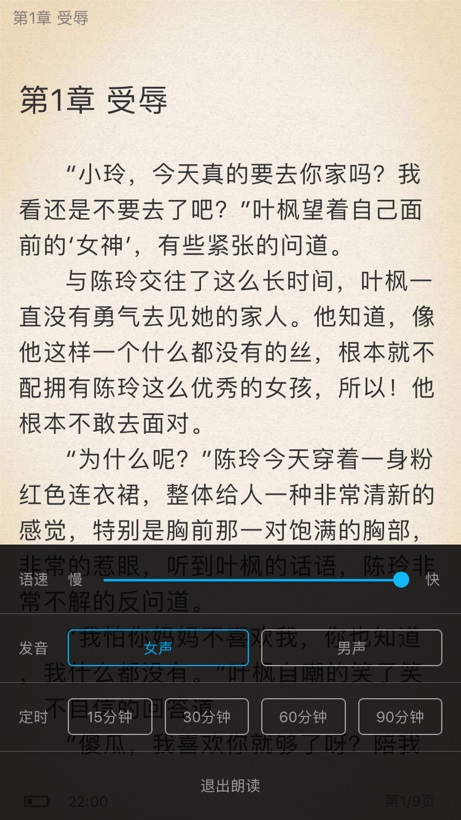 第1章 受辱
第1章 受辱
“小玲，今天真的要去你家吗？我
看还是不要去了吧？”叶枫望着自己面
前的‘女神’，有些紧张的问道。
与陈玲交往了这么长时间，叶枫一
直没有勇气去见她的家人。他知道，像
他这样一个什么都没有的丝，根本就不
配拥有陈玲这么优秀的女孩，所以！他
根本不敢去面对。
“为什么呢？”陈玲今天穿着一身粉
红色连衣裙，整体给人一种非常清新的
感觉，特别是胸前那一对饱满的胸部，
非常的惹眼，听到叶枫的话语，陈玲非
语速 慢 快
常不解的反问道。
“我怕你妈妈不喜欢我，你也知道
发音 女声 男声
，我什么都没有。”叶枫自嘲的笑了笑
，不自信的回答道。
定时 15分钟 30分钟 60分钟 90分钟
“傻瓜，我喜欢你就够了呀？陪我
退出朗读
22:00 第1/9页